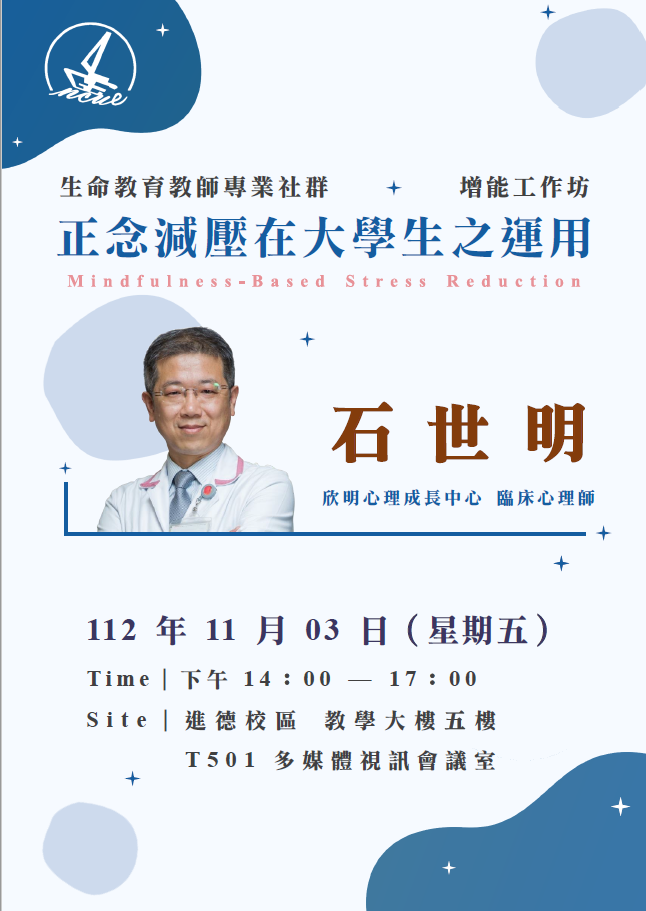 ncue
生命教育教師專業社群 增能工作坊
正念減壓在大學生之運用
Mindfulness-Based Stress Reduction
石世明
欣明心理成長中心 臨床心理師
112 年 11 月 03 日（星期五）
Time｜下午 14：00 — 17：00
Site｜進德校區 教學大樓五樓
T501 多媒體視訊會議室